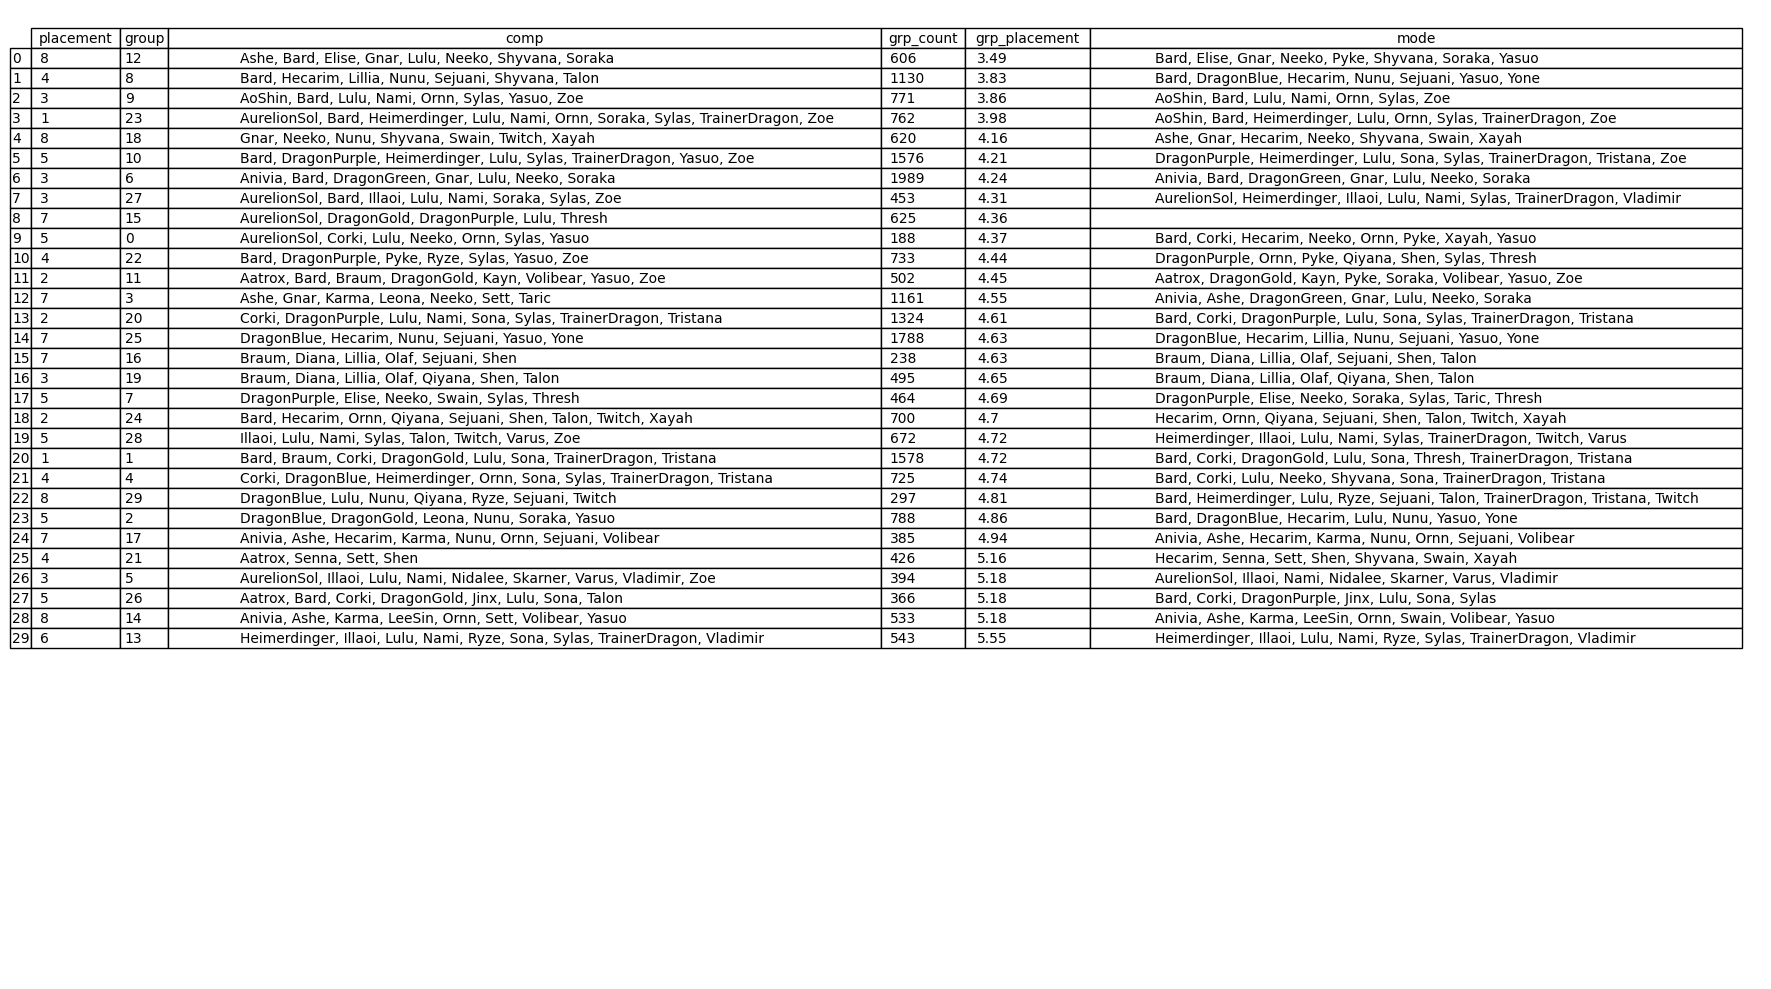 placement group comp grp_count grp_placement mode
0 8 12 Ashe, Bard, Elise, Gnar, Lulu, Neeko, Shyvana, Soraka 606 3.49 Bard, Elise, Gnar, Neeko, Pyke, Shyvana, Soraka, Yasuo
1 4 8 Bard, Hecarim, Lillia, Nunu, Sejuani, Shyvana, Talon 1130 3.83 Bard, DragonBlue, Hecarim, Nunu, Sejuani, Yasuo, Yone
2 3 9 AoShin, Bard, Lulu, Nami, Ornn, Sylas, Yasuo, Zoe 771 3.86 AoShin, Bard, Lulu, Nami, Ornn, Sylas, Zoe
3 1 23 AurelionSol, Bard, Heimerdinger, Lulu, Nami, Ornn, Soraka, Sylas, TrainerDragon, Zoe 762 3.98 AoShin, Bard, Heimerdinger, Lulu, Ornn, Sylas, TrainerDragon, Zoe
4 8 18 Gnar, Neeko, Nunu, Shyvana, Swain, Twitch, Xayah 620 4.16 Ashe, Gnar, Hecarim, Neeko, Shyvana, Swain, Xayah
5 5 10 Bard, DragonPurple, Heimerdinger, Lulu, Sylas, TrainerDragon, Yasuo, Zoe 1576 4.21 DragonPurple, Heimerdinger, Lulu, Sona, Sylas, TrainerDragon, Tristana, Zoe
6 3 6 Anivia, Bard, DragonGreen, Gnar, Lulu, Neeko, Soraka 1989 4.24 Anivia, Bard, DragonGreen, Gnar, Lulu, Neeko, Soraka
7 3 27 AurelionSol, Bard, Illaoi, Lulu, Nami, Soraka, Sylas, Zoe 453 4.31 AurelionSol, Heimerdinger, Illaoi, Lulu, Nami, Sylas, TrainerDragon, Vladimir
8 7 15 AurelionSol, DragonGold, DragonPurple, Lulu, Thresh 625 4.36
9 5 0 AurelionSol, Corki, Lulu, Neeko, Ornn, Sylas, Yasuo 188 4.37 Bard, Corki, Hecarim, Neeko, Ornn, Pyke, Xayah, Yasuo
10 4 22 Bard, DragonPurple, Pyke, Ryze, Sylas, Yasuo, Zoe 733 4.44 DragonPurple, Ornn, Pyke, Qiyana, Shen, Sylas, Thresh
11 2 11 Aatrox, Bard, Braum, DragonGold, Kayn, Volibear, Yasuo, Zoe 502 4.45 Aatrox, DragonGold, Kayn, Pyke, Soraka, Volibear, Yasuo, Zoe
12 7 3 Ashe, Gnar, Karma, Leona, Neeko, Sett, Taric 1161 4.55 Anivia, Ashe, DragonGreen, Gnar, Lulu, Neeko, Soraka
13 2 20 Corki, DragonPurple, Lulu, Nami, Sona, Sylas, TrainerDragon, Tristana 1324 4.61 Bard, Corki, DragonPurple, Lulu, Sona, Sylas, TrainerDragon, Tristana
14 7 25 DragonBlue, Hecarim, Nunu, Sejuani, Yasuo, Yone 1788 4.63 DragonBlue, Hecarim, Lillia, Nunu, Sejuani, Yasuo, Yone
15 7 16 Braum, Diana, Lillia, Olaf, Sejuani, Shen 238 4.63 Braum, Diana, Lillia, Olaf, Sejuani, Shen, Talon
16 3 19 Braum, Diana, Lillia, Olaf, Qiyana, Shen, Talon 495 4.65 Braum, Diana, Lillia, Olaf, Qiyana, Shen, Talon
17 5 7 DragonPurple, Elise, Neeko, Swain, Sylas, Thresh 464 4.69 DragonPurple, Elise, Neeko, Soraka, Sylas, Taric, Thresh
18 2 24 Bard, Hecarim, Ornn, Qiyana, Sejuani, Shen, Talon, Twitch, Xayah 700 4.7 Hecarim, Ornn, Qiyana, Sejuani, Shen, Talon, Twitch, Xayah
19 5 28 Illaoi, Lulu, Nami, Sylas, Talon, Twitch, Varus, Zoe 672 4.72 Heimerdinger, Illaoi, Lulu, Nami, Sylas, TrainerDragon, Twitch, Varus
20 1 1 Bard, Braum, Corki, DragonGold, Lulu, Sona, TrainerDragon, Tristana 1578 4.72 Bard, Corki, DragonGold, Lulu, Sona, Thresh, TrainerDragon, Tristana
21 4 4 Corki, DragonBlue, Heimerdinger, Ornn, Sona, Sylas, TrainerDragon, Tristana 725 4.74 Bard, Corki, Lulu, Neeko, Shyvana, Sona, TrainerDragon, Tristana
22 8 29 DragonBlue, Lulu, Nunu, Qiyana, Ryze, Sejuani, Twitch 297 4.81 Bard, Heimerdinger, Lulu, Ryze, Sejuani, Talon, TrainerDragon, Tristana, Twitch
23 5 2 DragonBlue, DragonGold, Leona, Nunu, Soraka, Yasuo 788 4.86 Bard, DragonBlue, Hecarim, Lulu, Nunu, Yasuo, Yone
24 7 17 Anivia, Ashe, Hecarim, Karma, Nunu, Ornn, Sejuani, Volibear 385 4.94 Anivia, Ashe, Hecarim, Karma, Nunu, Ornn, Sejuani, Volibear
25 4 21 Aatrox, Senna, Sett, Shen 426 5.16 Hecarim, Senna, Sett, Shen, Shyvana, Swain, Xayah
26 3 5 AurelionSol, Illaoi, Lulu, Nami, Nidalee, Skarner, Varus, Vladimir, Zoe 394 5.18 AurelionSol, Illaoi, Nami, Nidalee, Skarner, Varus, Vladimir
27 5 26 Aatrox, Bard, Corki, DragonGold, Jinx, Lulu, Sona, Talon 366 5.18 Bard, Corki, DragonPurple, Jinx, Lulu, Sona, Sylas
28 8 14 Anivia, Ashe, Karma, LeeSin, Ornn, Sett, Volibear, Yasuo 533 5.18 Anivia, Ashe, Karma, LeeSin, Ornn, Swain, Volibear, Yasuo
29 6 13 Heimerdinger, Illaoi, Lulu, Nami, Ryze, Sona, Sylas, TrainerDragon, Vladimir 543 5.55 Heimerdinger, Illaoi, Lulu, Nami, Ryze, Sylas, TrainerDragon, Vladimir